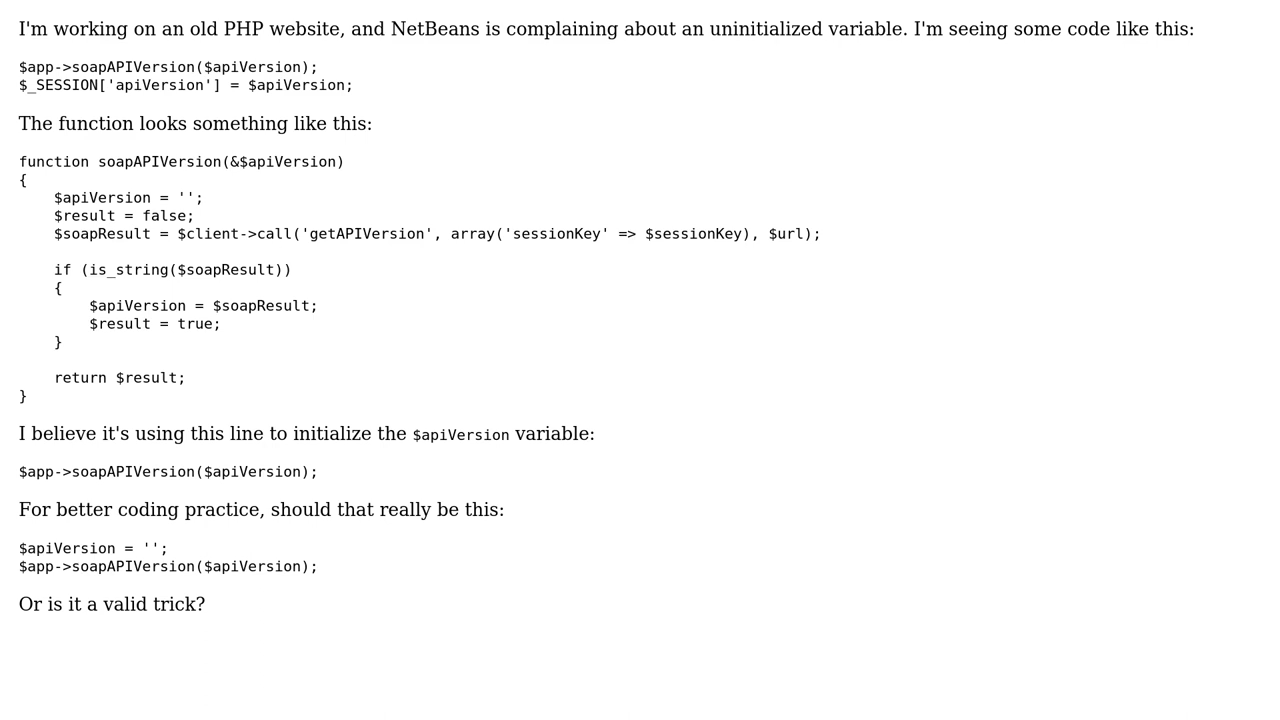 I'm working on an old PHP website, and NetBeans is complaining about an uninitialized variable. I'm seeing some code like this:
$app->soapAPIVersion($apiVersion);
$_SESSION['apiVersion'] = $apiVersion;
The function looks something like this:
function soapAPIVersion(&$apiVersion)
{
    $apiVersion = '';
    $result = false;
    $soapResult = $client->call('getAPIVersion', array('sessionKey' => $sessionKey), $url);
    if (is_string($soapResult))
    {
        $apiVersion = $soapResult;
        $result = true;
    }
    return $result;
}
I believe it's using this line to initialize the $apiVersion variable:
$app->soapAPIVersion($apiVersion);
For better coding practice, should that really be this:
$apiVersion = '';
$app->soapAPIVersion($apiVersion);
Or is it a valid trick?